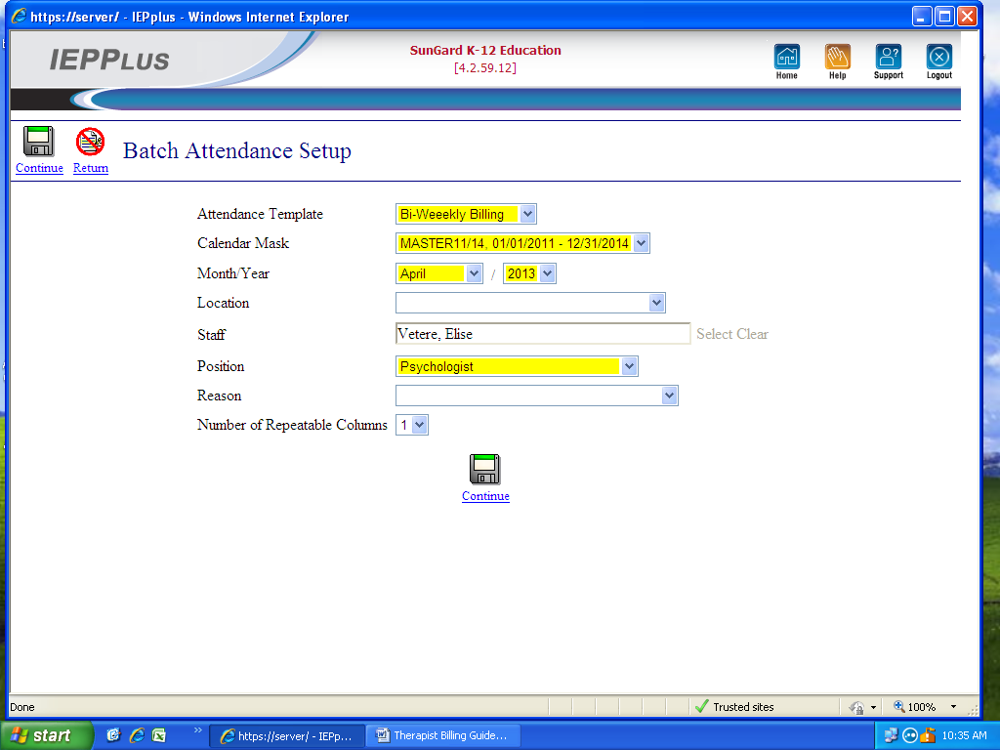 https://server/ - IEPplus - Windows Internet Explorer
IEPPLUS
SunGard K-12 Education
[4.2.59.12]
Home Help Support Logout
Continue Return Batch Attendance Setup
Attendance Template Bi-Weeekly Billing
Calendar Mask MASTER11/14, 01/01/2011 - 12/31/2014
Month/Year April / 2013
Location
Staff Vetere, Elise Select Clear
Position Psychologist
Reason
Number of Repeatable Columns 1
Continue
Done Trusted sites 100%
start https://server/ - IEPp... Therapist Billing Guide... 10:35 AM